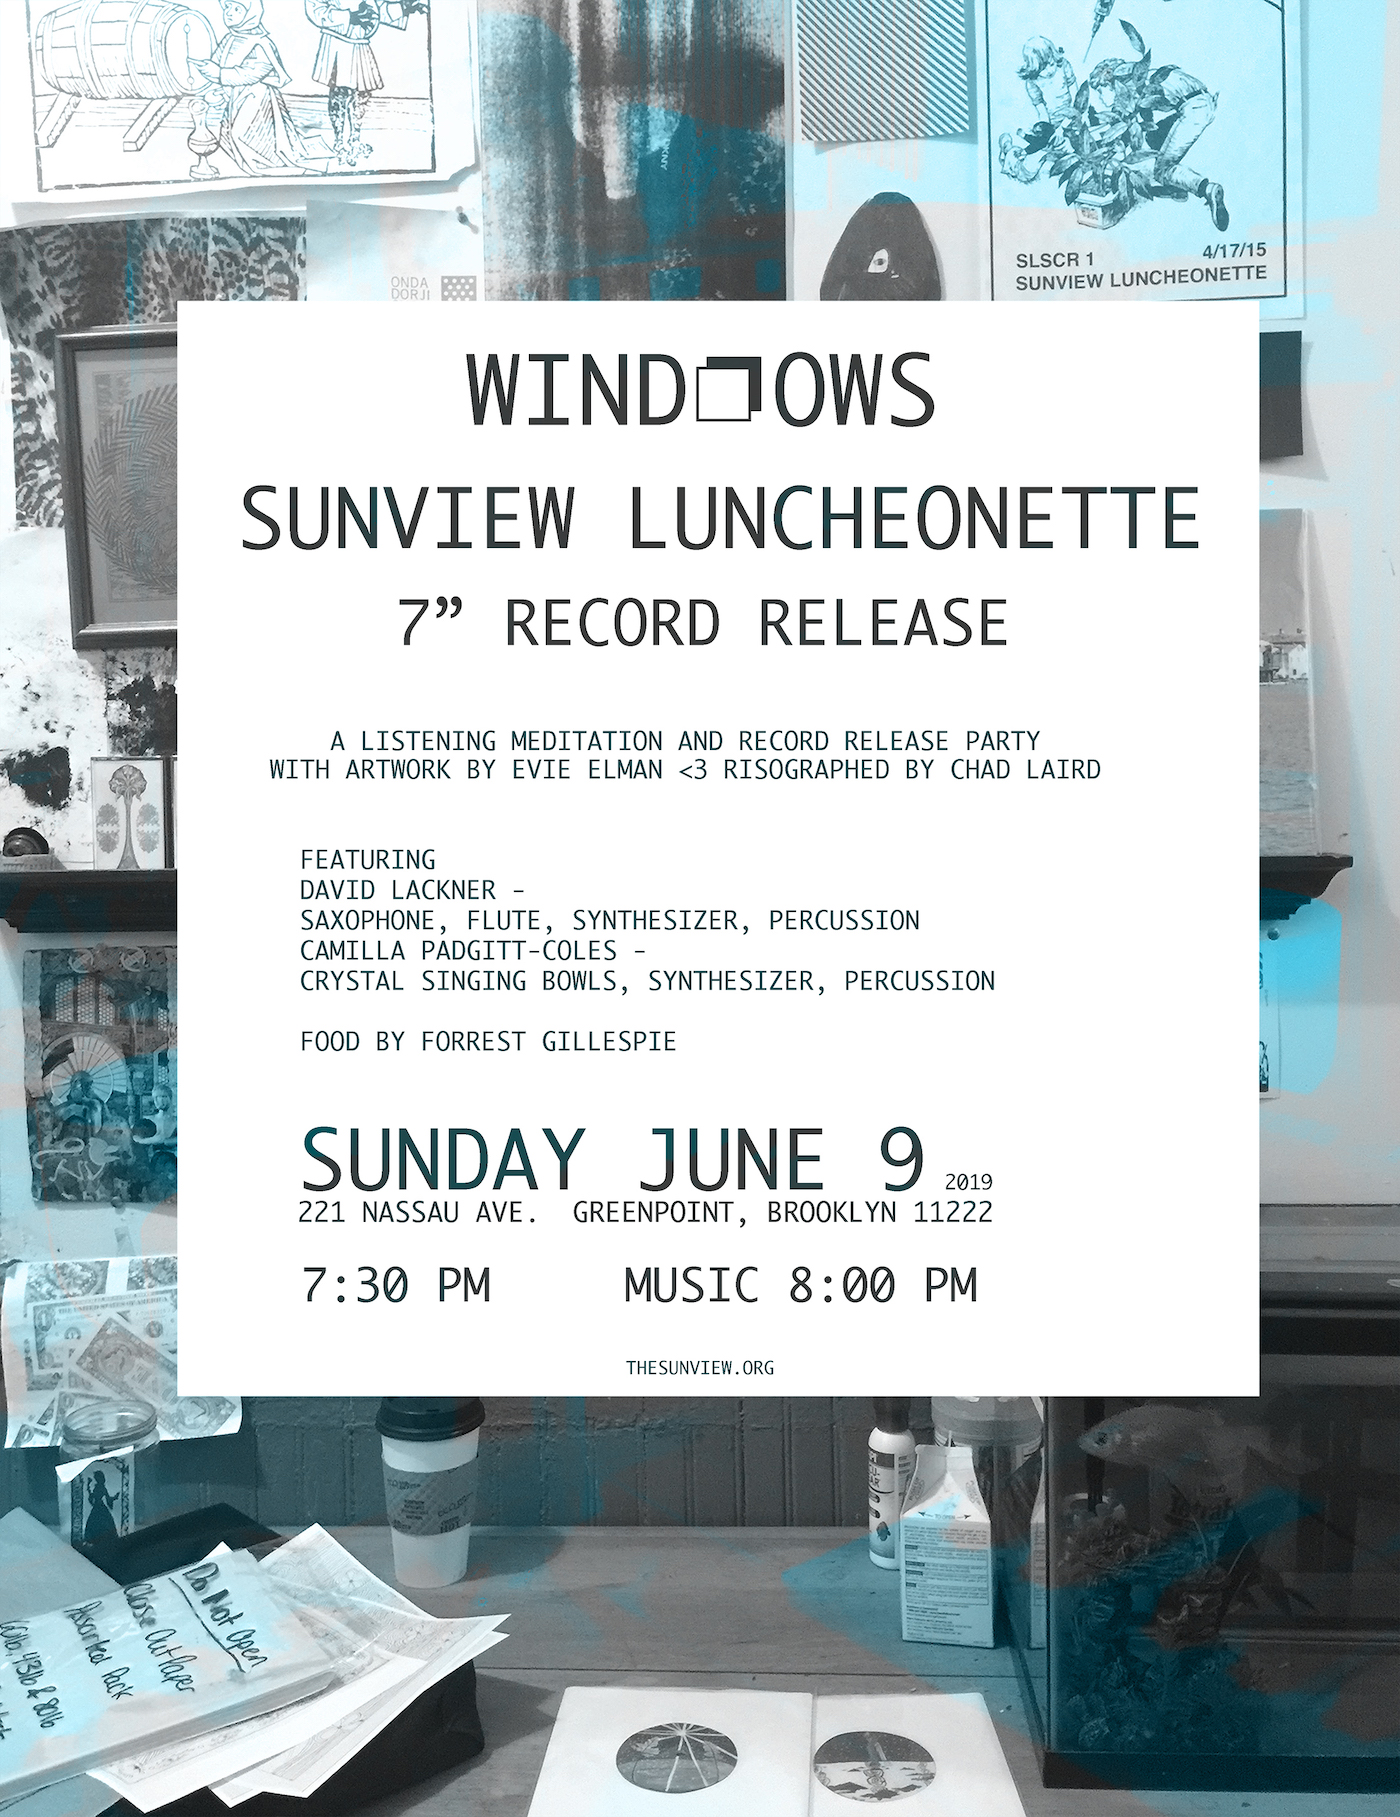 ONDA
DORJI
SLSCR 1 4/17/15
SUNVIEW LUNCHEONETTE
WIND❐OWS
SUNVIEW LUNCHEONETTE
7” RECORD RELEASE
A LISTENING MEDITATION AND RECORD RELEASE PARTY
WITH ARTWORK BY EVIE ELMAN <3 RISOGRAPHED BY CHAD LAIRD
FEATURING
DAVID LACKNER -
SAXOPHONE, FLUTE, SYNTHESIZER, PERCUSSION
CAMILLA PADGITT-COLES -
CRYSTAL SINGING BOWLS, SYNTHESIZER, PERCUSSION
FOOD BY FORREST GILLESPIE
SUNDAY JUNE 9 2019
221 NASSAU AVE. GREENPOINT, BROOKLYN 11222
7:30 PM MUSIC 8:00 PM
THESUNVIEW.ORG
Do Not Open
Close Out Paper
Assorted Pack
60lb, 43lb & 80lb